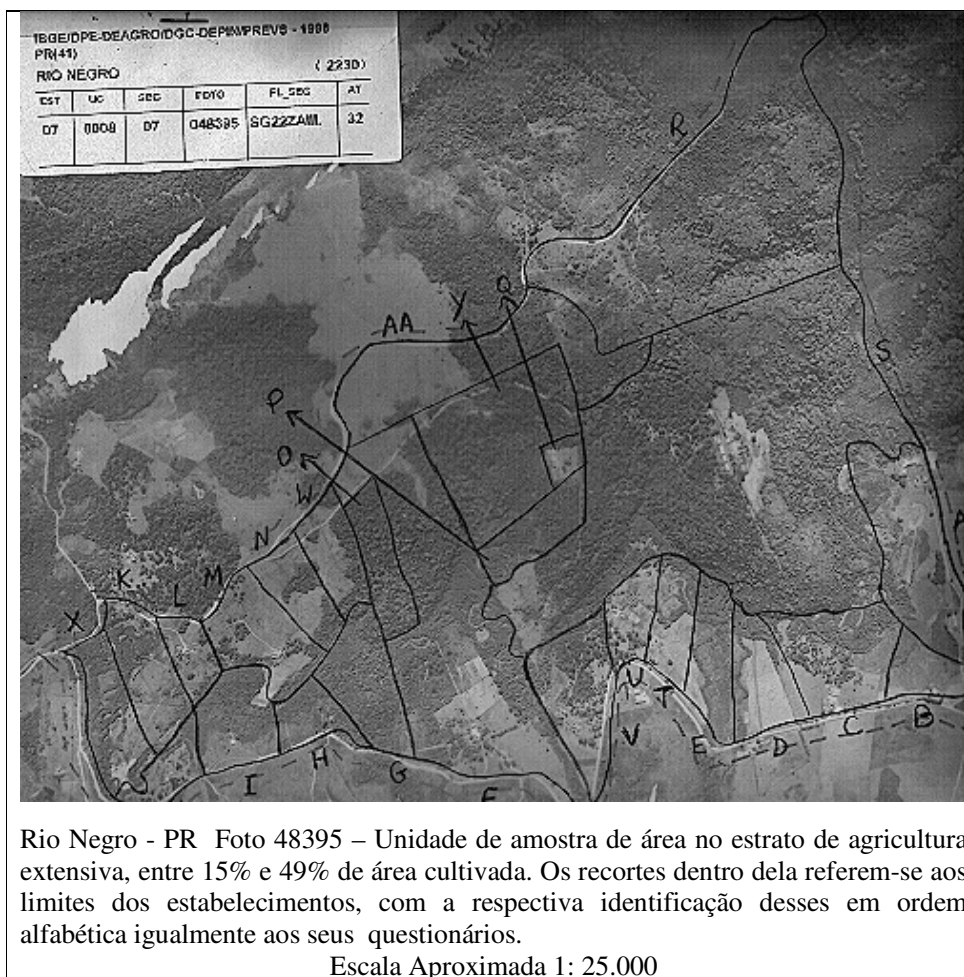 IBGE/DPE-DEAGRO/DGC-DEPIM/PREVS - 1998
PR(41)
RIO NEGRO ( 223D)
EST UC SEG FOTO FL_SEG AT
07 0008 07 048395 SG22ZAIVI. 32
R
Q
Y
AA
S
P
O
W
A
N
M
K
L
X
U
T
V
E
D
C
B
I
H
G
F
Rio Negro - PR Foto 48395 – Unidade de amostra de área no estrato de agricultura
extensiva, entre 15% e 49% de área cultivada. Os recortes dentro dela referem-se aos
limites dos estabelecimentos, com a respectiva identificação desses em ordem
alfabética igualmente aos seus questionários.
Escala Aproximada 1: 25.000